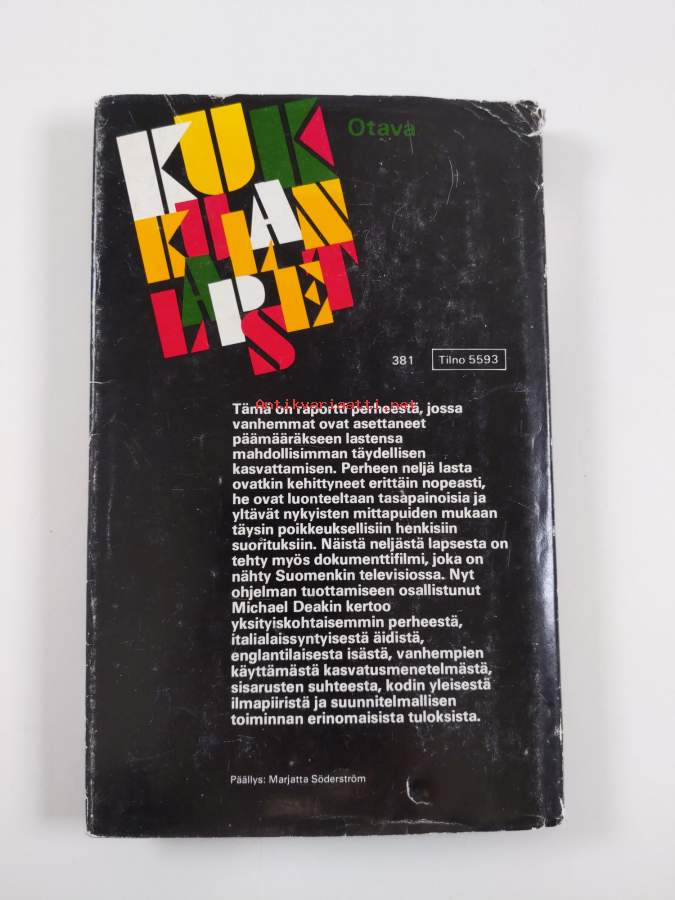 KUK
KULAN
LAPSET
Otava
381
Tilno 5593
Antikvariaatti.net
Tämä on raportti perheestä, jossa
vanhemmat ovat asettaneet
päämääräkseen lastensa
mahdollisimman täydellisen
kasvattamisen. Perheen neljä lasta
ovatkin kehittyneet erittäin nopeasti,
he ovat luonteeltaan tasapainoisia ja
yltävät nykyisten mittapuiden mukaan
täysin poikkeuksellisiin henkisiin
suorituksiin. Näistä neljästä lapsesta on
tehty myös dokumenttifilmi, joka on
nähty Suomenkin televisiossa. Nyt
ohjelman tuottamiseen osallistunut
Michael Deakin kertoo
yksityiskohtaisemmin perheestä,
italialaissyntyisestä äidistä,
englantilaisesta isästä, vanhempien
käyttämästä kasvatusmenetelmästä,
sisarusten suhteesta, kodin yleisestä
ilmapiiristä ja suunnitelmallisen
toiminnan erinomaisista tuloksista.
Päällys: Marjatta Söderström